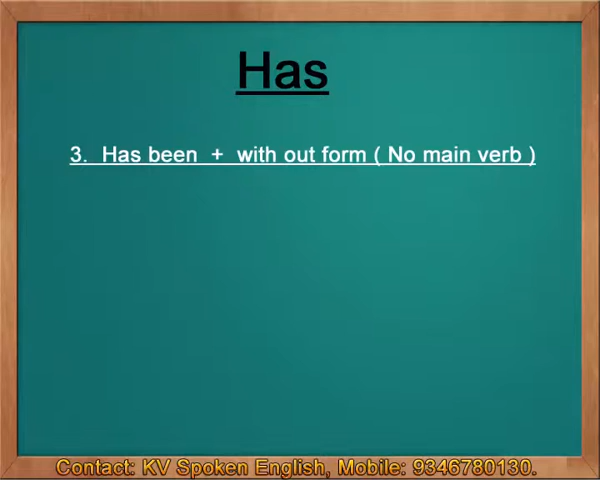 Has
3. Has been + with out form ( No main verb )
Contact: KV Spoken English, Mobile: 9346780130.